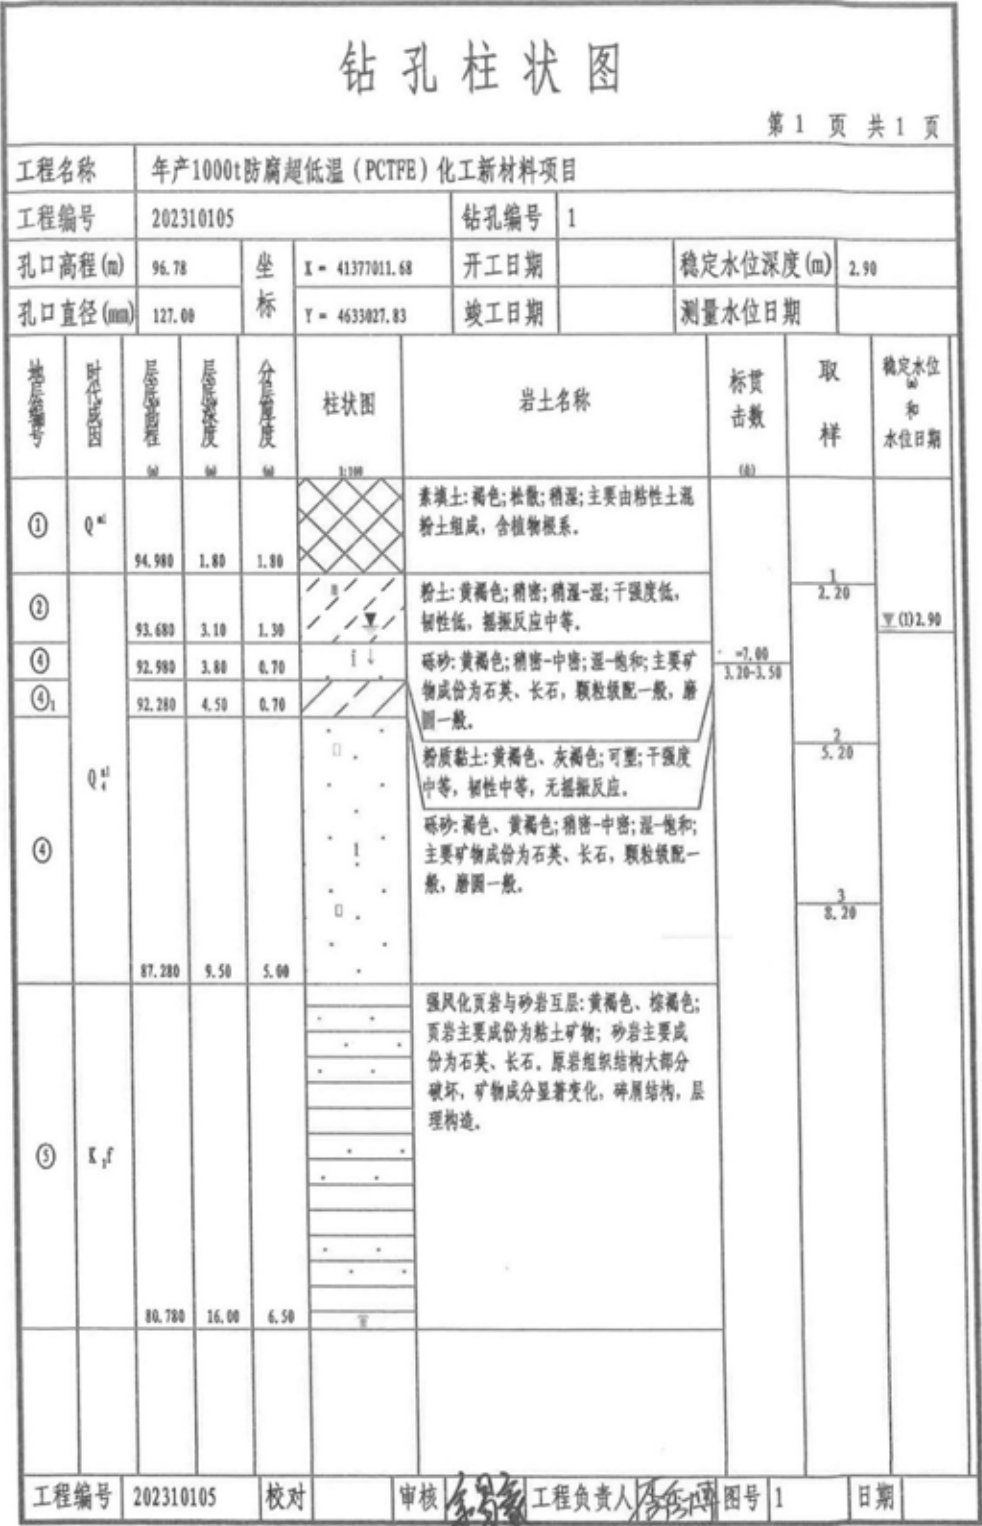 钻孔柱状图
第 1 页 共 1 页
工程名称 年产1000t防腐超低温（PCTFE）化工新材料项目
工程编号 202310105 钻孔编号 1
孔口高程(m) 96.78 坐标 X = 41377011.68 开工日期 稳定水位深度(m) 2.90
孔口直径(mm) 127.00 Y = 4633027.83 竣工日期 测量水位日期
地层编号 时代成因 层底高程(m) 层底深度(m) 分层厚度(m) 柱状图 1:100 岩土名称 标贯击数(击) 取样 稳定水位(m)和水位日期
① Q ml 94.980 1.80 1.80
素填土:褐色;松散;稍湿;主要由粘性土混
粉土组成，含植物根系。
② 93.680 3.10 1.30
粉土:黄褐色;稍密;稍湿-湿;干强度低，
韧性低，摇振反应中等。
1
2.20
▼(1)2.90
④ 92.980 3.80 0.70
砾砂:黄褐色;稍密-中密;湿-饱和;主要矿
物成份为石英、长石，颗粒级配一般，磨
圆一般。
=7.00
3.20-3.50
④1 92.280 4.50 0.70
粉质黏土:黄褐色、灰褐色;可塑;干强度
中等，韧性中等，无摇振反应。
2
5.20
Q4 al
④ 87.280 9.50 5.00
砾砂:褐色、黄褐色;稍密-中密;湿-饱和;
主要矿物成份为石英、长石，颗粒级配一
般，磨圆一般。
3
8.20
⑤ 80.780 16.00 6.50
强风化页岩与砂岩互层:黄褐色、棕褐色;
页岩主要成份为粘土矿物; 砂岩主要成
份为石英、长石。原岩组织结构大部分
破坏，矿物成分显著变化，碎屑结构，层
理构造。
工程编号 202310105 校对 审核 工程负责人 图号 1 日期